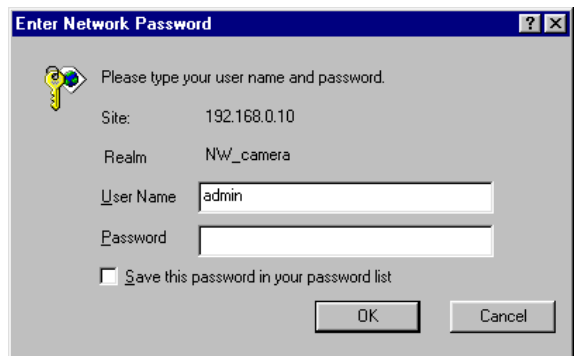 Enter Network Password
Please type your user name and password.
Site: 192.168.0.10
Realm NW_camera
User Name admin
Password
Save this password in your password list
OK Cancel